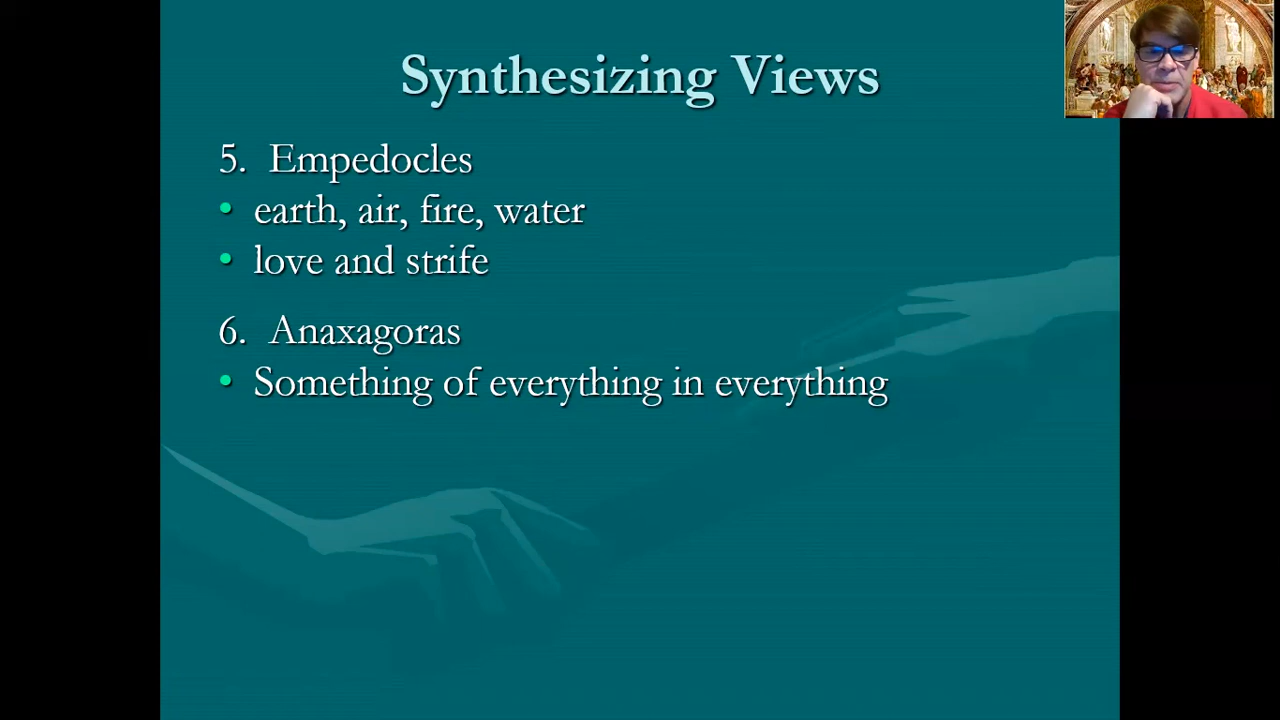 Synthesizing Views
5. Empedocles
• earth, air, fire, water
• love and strife
6. Anaxagoras
• Something of everything in everything